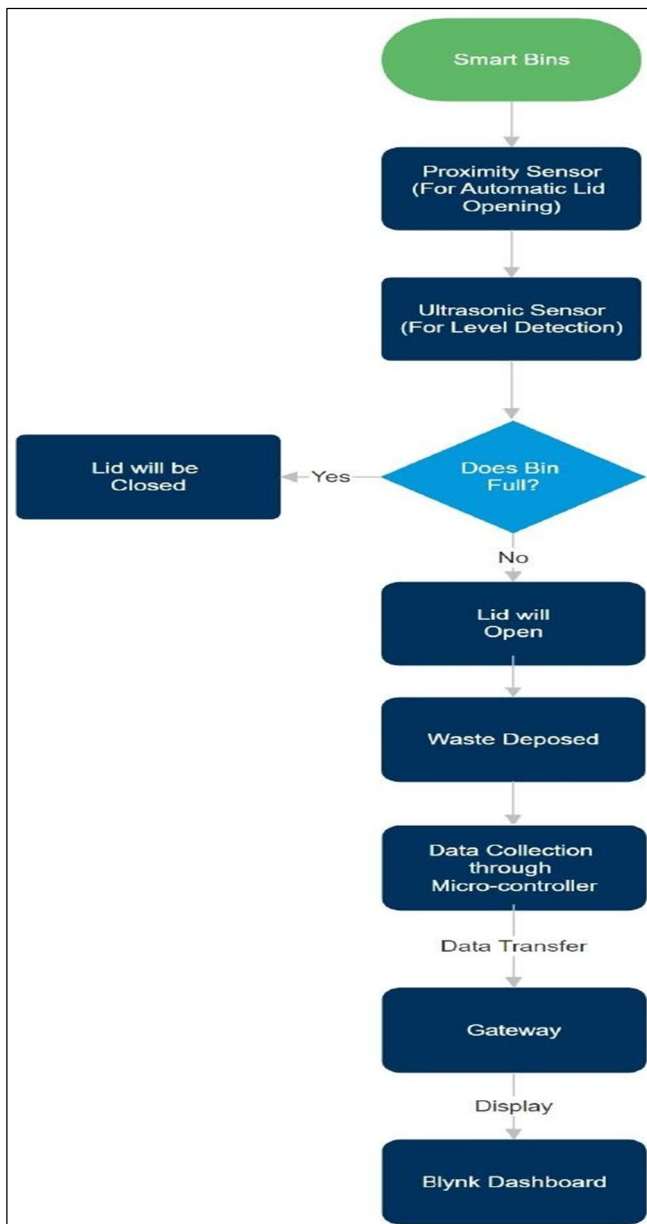 Smart Bins
Proximity Sensor
(For Automatic Lid
Opening)
Ultrasonic Sensor
(For Level Detection)
Does Bin
Full?
Yes
Lid will be
Closed
No
Lid will
Open
Waste Deposed
Data Collection
through
Micro-controller
Data Transfer
Gateway
Display
Blynk Dashboard